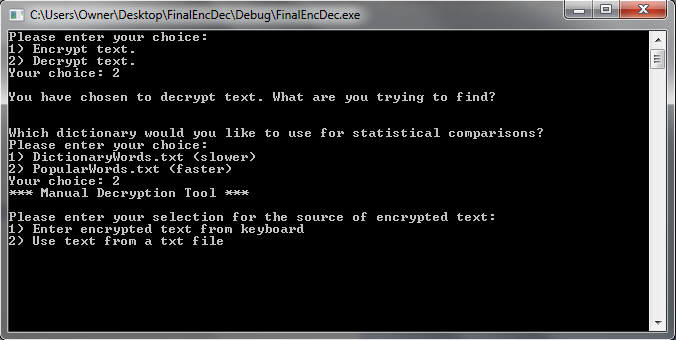 C:\Users\Owner\Desktop\FinalEncDec\Debug\FinalEncDec.exe
Please enter your choice:
1) Encrypt text.
2) Decrypt text.
Your choice: 2
You have chosen to decrypt text. What are you trying to find?
Which dictionary would you like to use for statistical comparisons?
Please enter your choice:
1) DictionaryWords.txt (slower)
2) PopularWords.txt (faster)
Your choice: 2
*** Manual Decryption Tool ***
Please enter your selection for the source of encrypted text:
1) Enter encrypted text from keyboard
2) Use text from a txt file